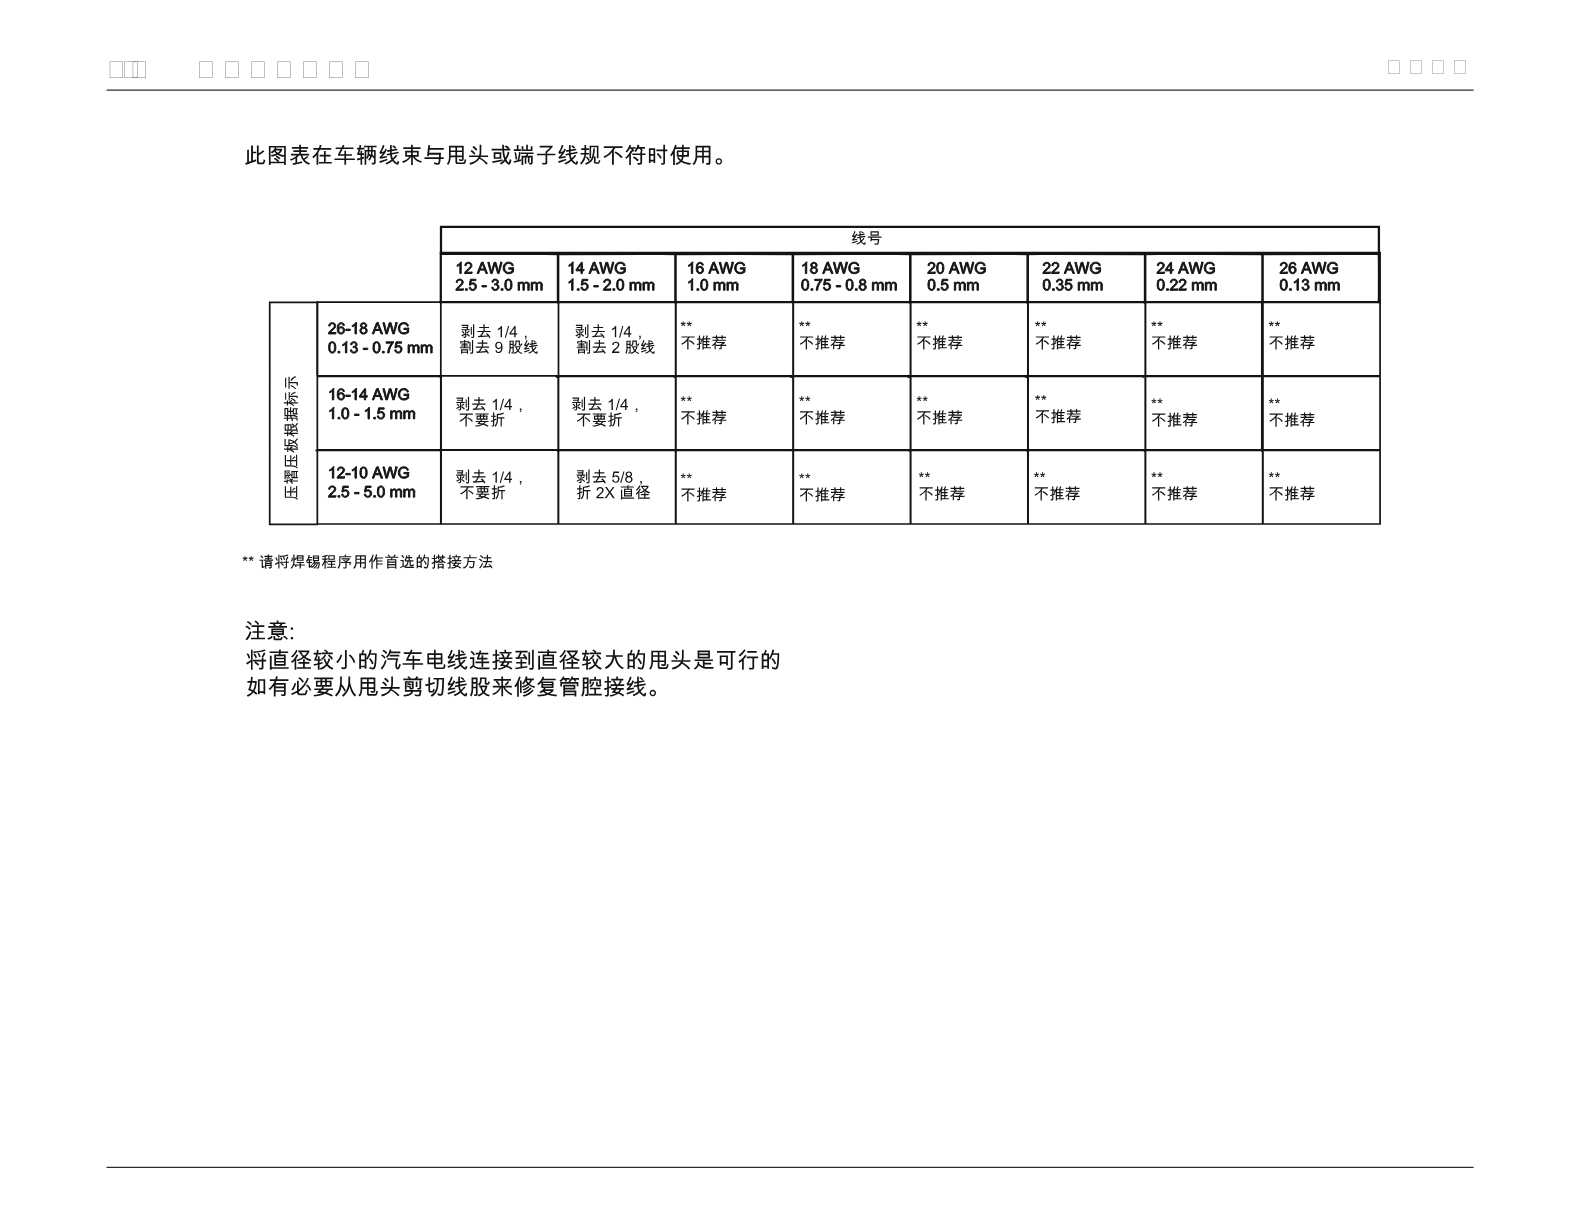 此图表在车辆线束与甩头或端子线规不符时使用。
线号
12 AWG 14 AWG 16 AWG 18 AWG 20 AWG 22 AWG 24 AWG 26 AWG
2.5 - 3.0 mm 1.5 - 2.0 mm 1.0 mm 0.75 - 0.8 mm 0.5 mm 0.35 mm 0.22 mm 0.13 mm
压褶压板根据标示
26-18 AWG 剥去 1/4， 剥去 1/4， ** ** ** ** ** **
0.13 - 0.75 mm 割去 9 股线 割去 2 股线 不推荐 不推荐 不推荐 不推荐 不推荐 不推荐
16-14 AWG 剥去 1/4， 剥去 1/4， ** ** ** ** ** **
1.0 - 1.5 mm 不要折 不要折 不推荐 不推荐 不推荐 不推荐 不推荐 不推荐
12-10 AWG 剥去 1/4， 剥去 5/8， ** ** ** ** ** **
2.5 - 5.0 mm 不要折 折 2X 直径 不推荐 不推荐 不推荐 不推荐 不推荐 不推荐
** 请将焊锡程序用作首选的搭接方法
注意:
将直径较小的汽车电线连接到直径较大的甩头是可行的
如有必要从甩头剪切线股来修复管腔接线。